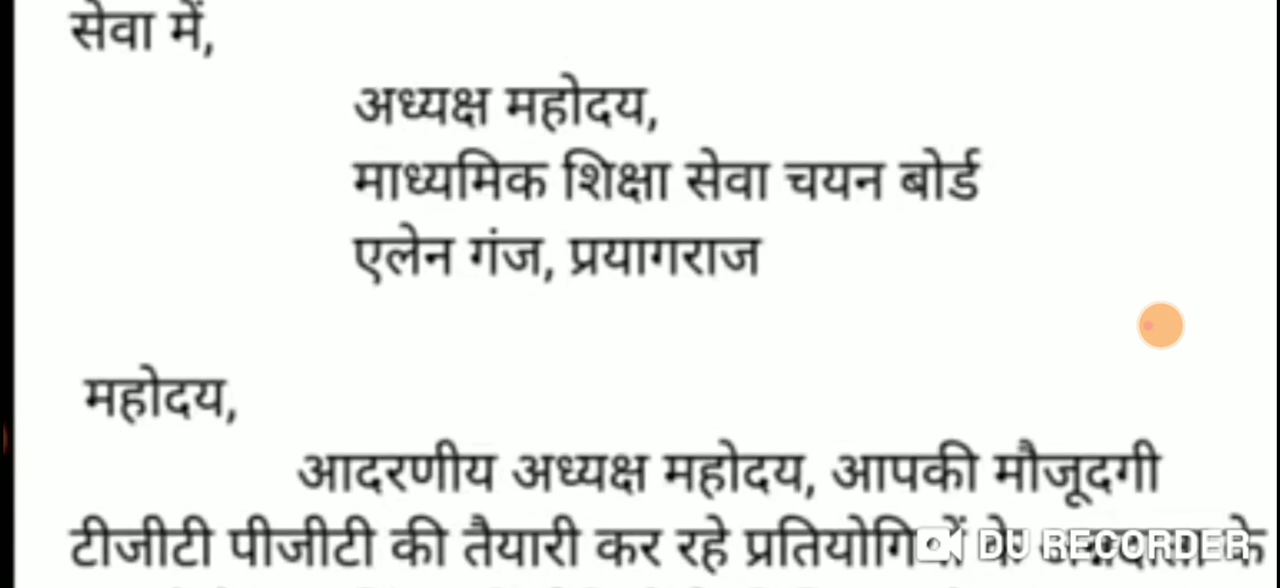 सेवा में,
अध्यक्ष महोदय,
माध्यमिक शिक्षा सेवा चयन बोर्ड
एलेन गंज, प्रयागराज
महोदय,
आदरणीय अध्यक्ष महोदय, आपकी मौजूदगी
टीजीटी पीजीटी की तैयारी कर रहे प्रतियोगियों के के
DU RECORDER